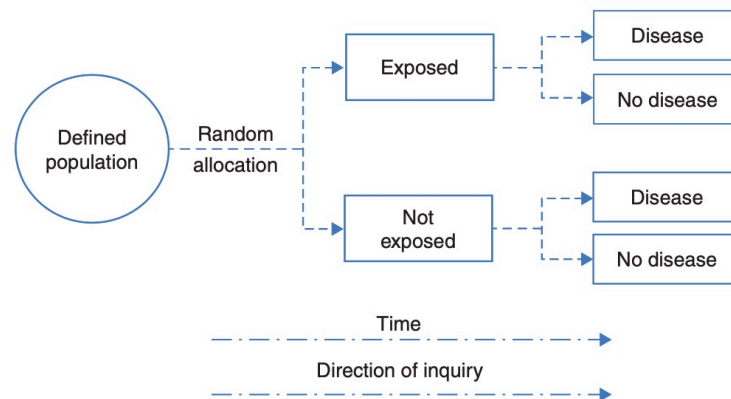 Defined
population
Random
allocation
Exposed
Disease
No disease
Not
exposed
Disease
No disease
Time
Direction of inquiry